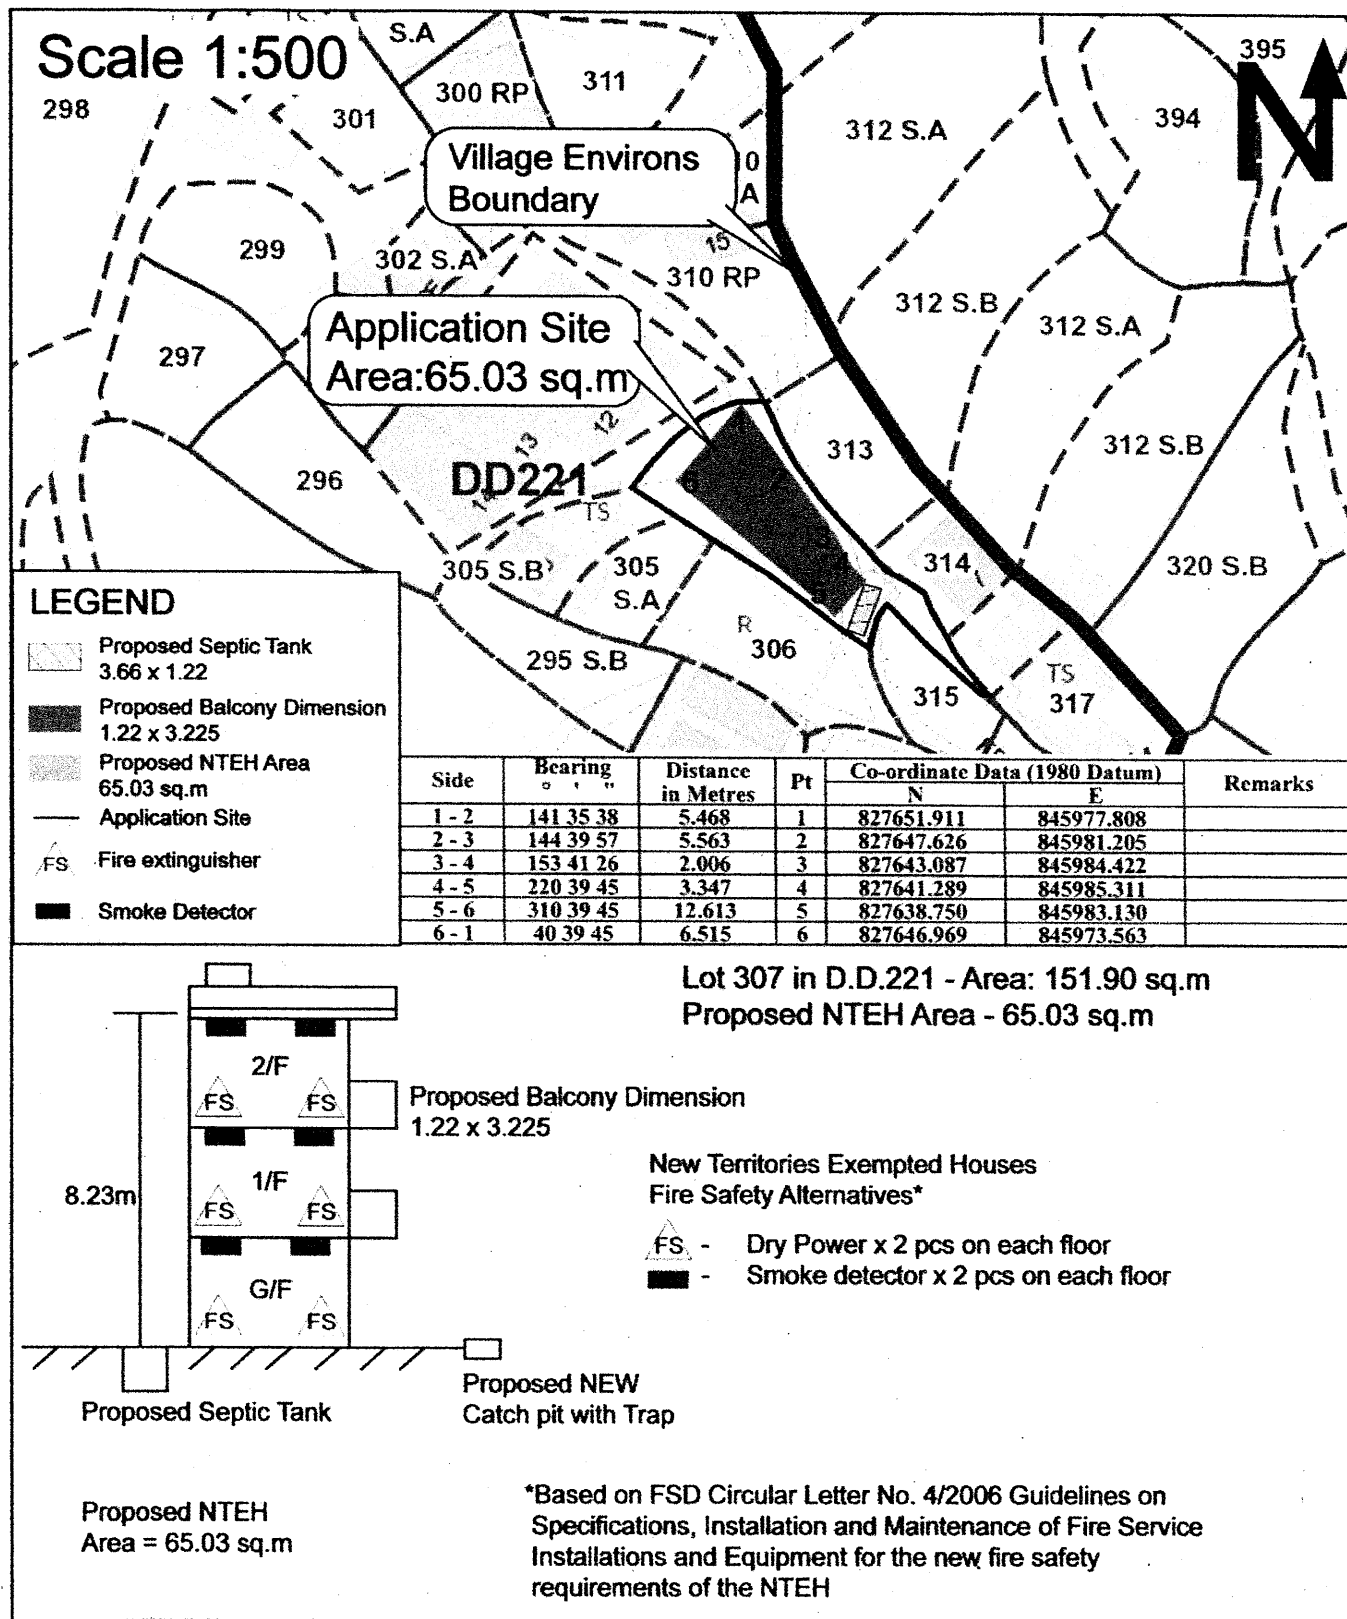 Scale 1:500
N
S.A
298
301
300 RP
311
395
394
312 S.A
Village Environs
Boundary
299
302 S.A
15
310 RP
312 S.B
312 S.A
Application Site
Area:65.03 sq.m
297
296
DD221
12
13
14
TS
313
312 S.B
314
320 S.B
305 S.B
305
S.A
R
306
295 S.B
315
TS
317
LEGEND
Proposed Septic Tank
3.66 x 1.22
Proposed Balcony Dimension
1.22 x 3.225
Proposed NTEH Area
65.03 sq.m
Application Site
FS Fire extinguisher
Smoke Detector
Side Bearing ° ' " Distance in Metres Pt Co-ordinate Data (1980 Datum) N E Remarks
1 - 2 141 35 38 5.468 1 827651.911 845977.808
2 - 3 144 39 57 5.563 2 827647.626 845981.205
3 - 4 153 41 26 2.006 3 827643.087 845984.422
4 - 5 220 39 45 3.347 4 827641.289 845985.311
5 - 6 310 39 45 12.613 5 827638.750 845983.130
6 - 1 40 39 45 6.515 6 827646.969 845973.563
Lot 307 in D.D.221 - Area: 151.90 sq.m
Proposed NTEH Area - 65.03 sq.m
2/F
FS FS
Proposed Balcony Dimension
1.22 x 3.225
8.23m
1/F
FS FS
G/F
FS FS
New Territories Exempted Houses
Fire Safety Alternatives*
FS - Dry Power x 2 pcs on each floor
- Smoke detector x 2 pcs on each floor
Proposed Septic Tank
Proposed NEW
Catch pit with Trap
Proposed NTEH
Area = 65.03 sq.m
*Based on FSD Circular Letter No. 4/2006 Guidelines on
Specifications, Installation and Maintenance of Fire Service
Installations and Equipment for the new fire safety
requirements of the NTEH